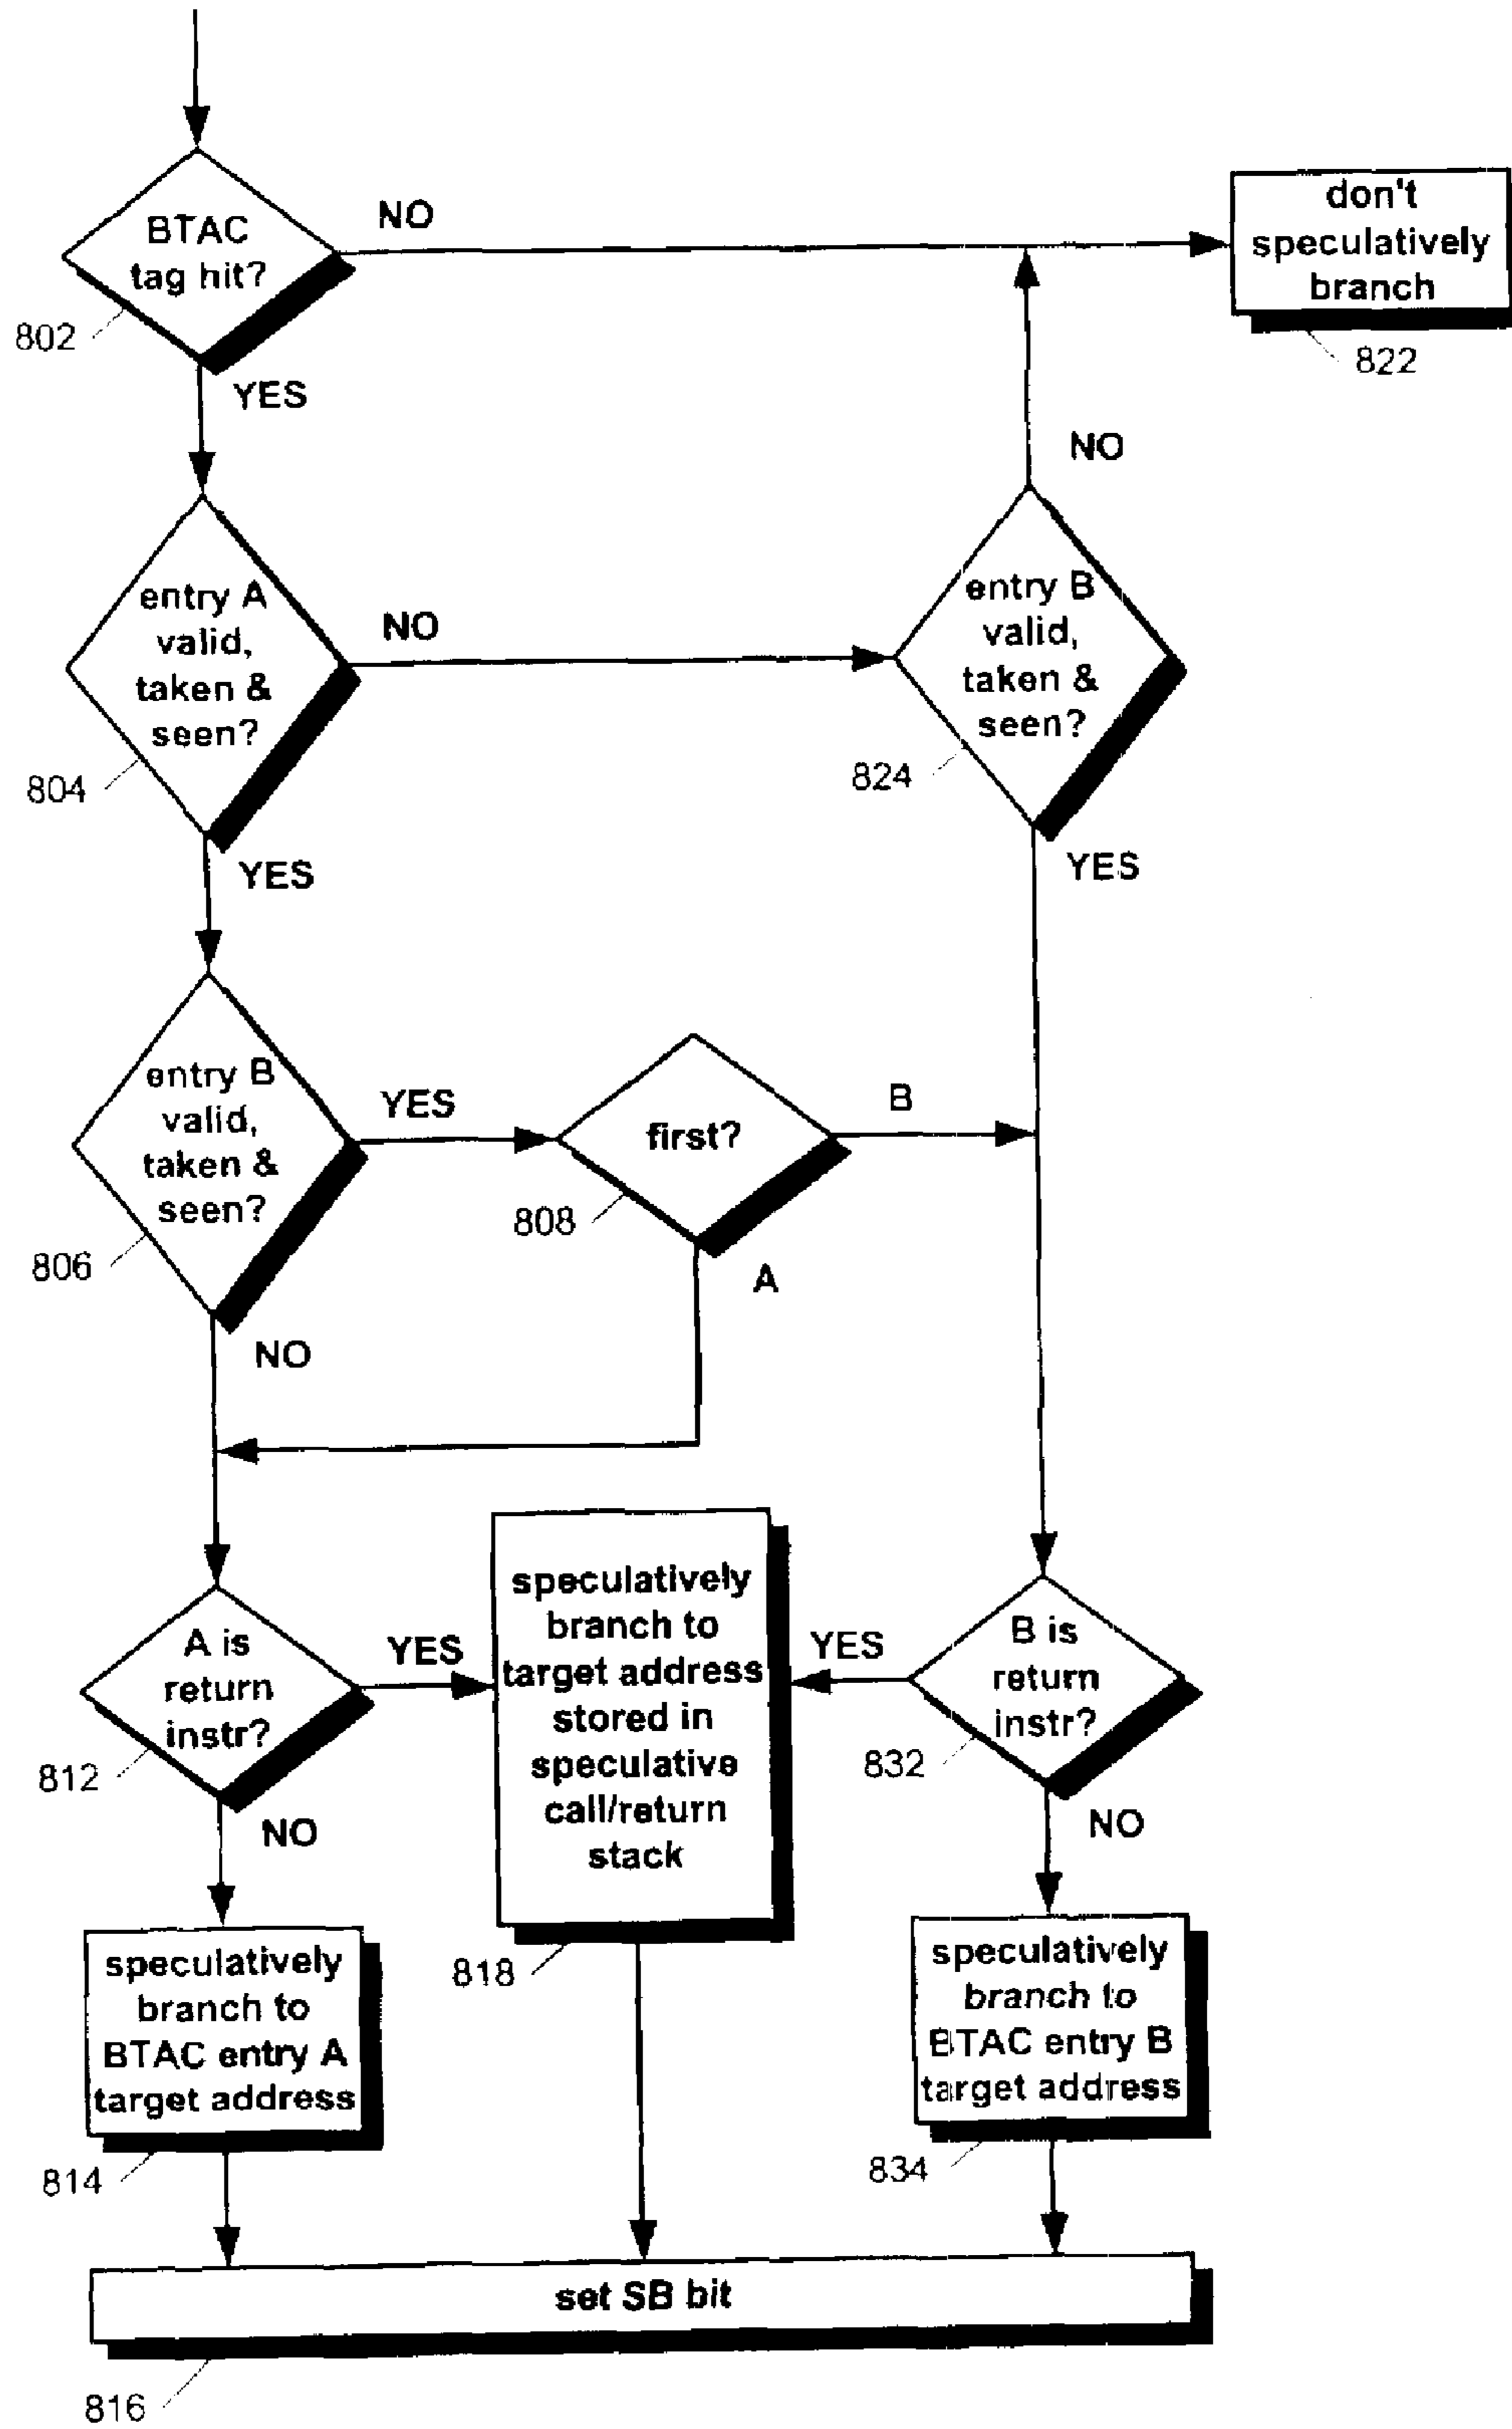 BTAC
tag hit?
NO
802
YES
don't
speculatively
branch
822
entry A
valid,
taken &
seen?
NO
804
YES
entry B
valid,
taken &
seen?
NO
824
YES
entry B
valid,
taken &
seen?
YES
806
NO
first?
B
808
A
A is
return
instr?
YES
812
NO
speculatively
branch to
target address
stored in
speculative
call/return
stack
818
B is
return
instr?
YES
832
NO
speculatively
branch to
BTAC entry A
target address
814
speculatively
branch to
BTAC entry B
target address
834
set SB bit
816